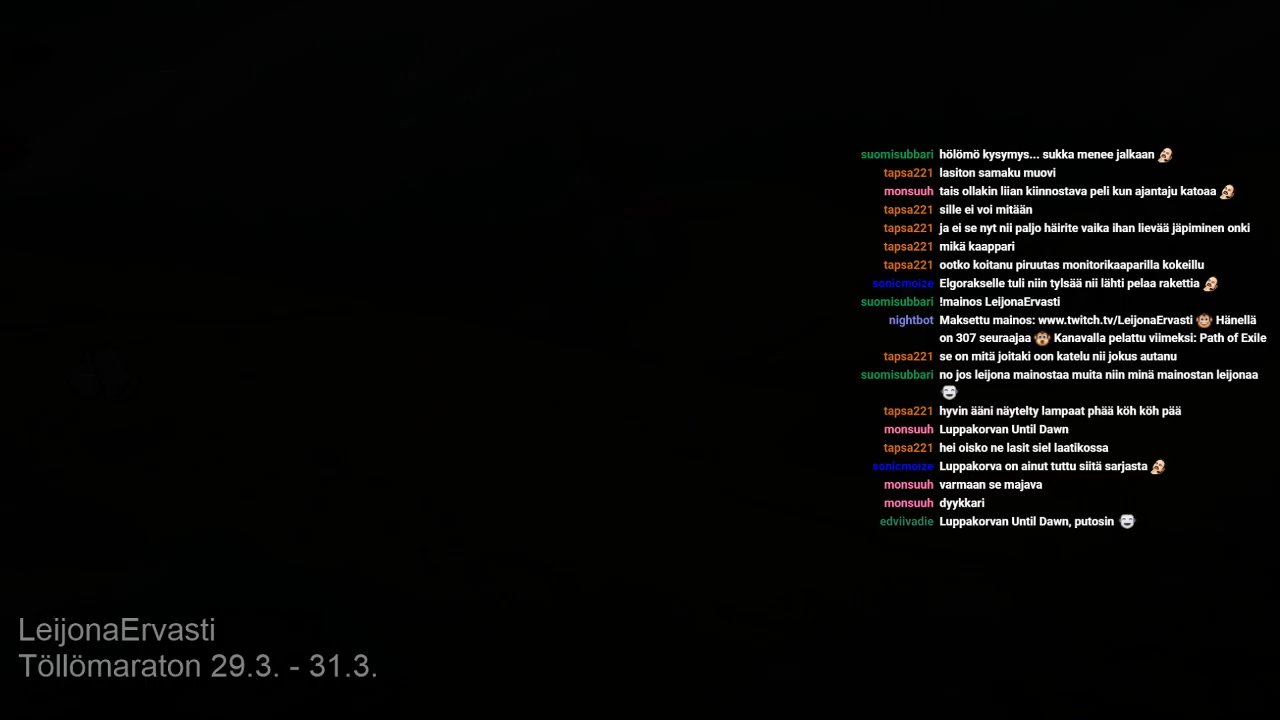 suomisubbari hölömö kysymys... sukka menee jalkaan
tapsa221 lasiton samaku muovi
monsuuh tais ollakin liian kiinnostava peli kun ajantaju katoaa
tapsa221 sille ei voi mitään
tapsa221 ja ei se nyt nii paljo häirite vaika ihan lievää jäpiminen onki
tapsa221 mikä kaappari
tapsa221 ootko koitanu piruutas monitorikaaparilla kokeillu
sonicmoize Elgorakselle tuli niin tylsää nii lähti pelaa rakettia
suomisubbari !mainos LeijonaErvasti
nightbot Maksettu mainos: www.twitch.tv/LeijonaErvasti Hänellä
on 307 seuraajaa Kanavalla pelattu viimeksi: Path of Exile
tapsa221 se on mitä joitaki oon katelu nii jokus autanu
suomisubbari no jos leijona mainostaa muita niin minä mainostan leijonaa
tapsa221 hyvin ääni näytelty lampaat phää köh köh pää
monsuuh Luppakorvan Until Dawn
tapsa221 hei oisko ne lasit siel laatikossa
sonicmoize Luppakorva on ainut tuttu siitä sarjasta
monsuuh varmaan se majava
monsuuh dyykkari
edviivadie Luppakorvan Until Dawn, putosin
LeijonaErvasti
Töllömaraton 29.3. - 31.3.